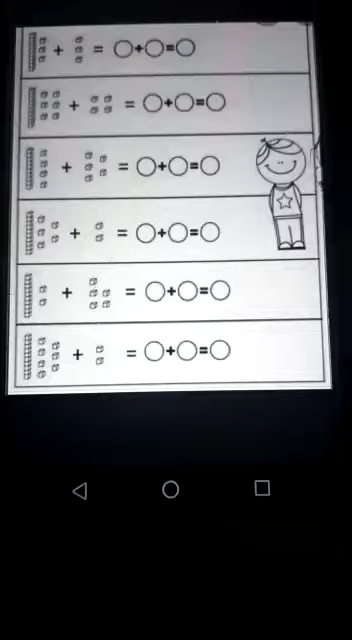 + = ○+○=○
+ = ○+○=○
+ = ○+○=○
+ = ○+○=○
+ = ○+○=○
+ = ○+○=○